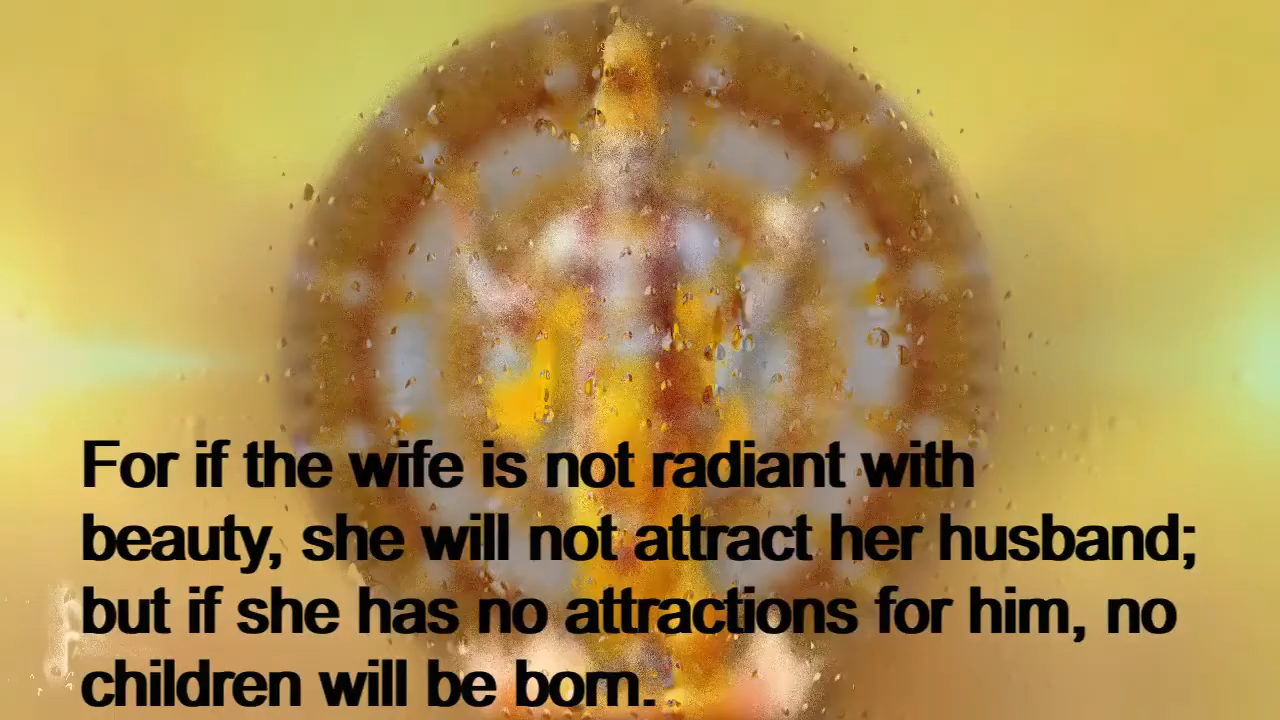 For if the wife is not radiant with
beauty, she will not attract her husband;
but if she has no attractions for him, no
children will be born.